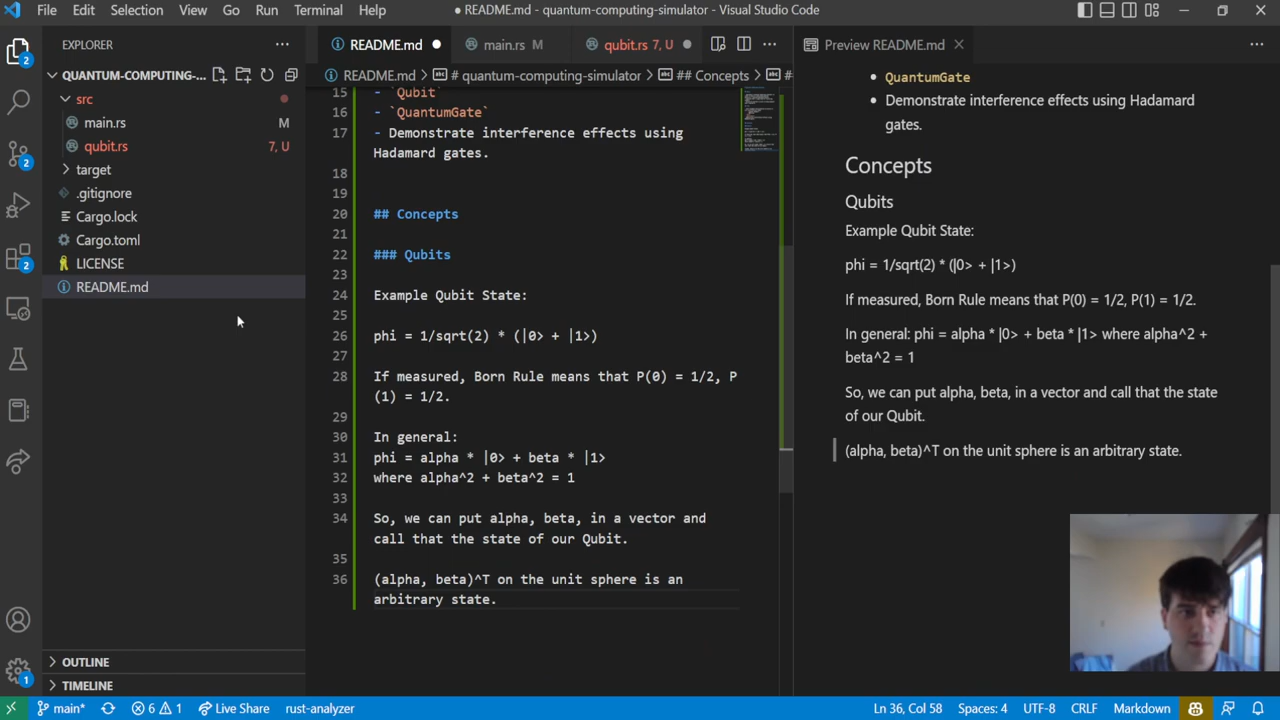 File Edit Selection View Go Run Terminal Help
● README.md - quantum-computing-simulator - Visual Studio Code
EXPLORER
QUANTUM-COMPUTING-...
src
main.rs M
qubit.rs 7, U
target
.gitignore
Cargo.lock
Cargo.toml
LICENSE
README.md
OUTLINE
TIMELINE
2
2
2
1
README.md ● main.rs M qubit.rs 7, U ●
README.md > # quantum-computing-simulator > ## Concepts > #
15 - `Qubit`
16 - `QuantumGate`
17 - Demonstrate interference effects using
Hadamard gates.
18
19
20 ## Concepts
21
22 ### Qubits
23
24 Example Qubit State:
25
26 phi = 1/sqrt(2) * (|0> + |1>)
27
28 If measured, Born Rule means that P(0) = 1/2, P
(1) = 1/2.
29
30 In general:
31 phi = alpha * |0> + beta * |1>
32 where alpha^2 + beta^2 = 1
33
34 So, we can put alpha, beta, in a vector and
call that the state of our Qubit.
35
36 (alpha, beta)^T on the unit sphere is an
arbitrary state.
Preview README.md
• QuantumGate
• Demonstrate interference effects using Hadamard
gates.
Concepts
Qubits
Example Qubit State:
phi = 1/sqrt(2) * (|0> + |1>)
If measured, Born Rule means that P(0) = 1/2, P(1) = 1/2.
In general: phi = alpha * |0> + beta * |1> where alpha^2 +
beta^2 = 1
So, we can put alpha, beta, in a vector and call that the state
of our Qubit.
(alpha, beta)^T on the unit sphere is an arbitrary state.
main* 6 1 Live Share rust-analyzer
Ln 36, Col 58 Spaces: 4 UTF-8 CRLF Markdown